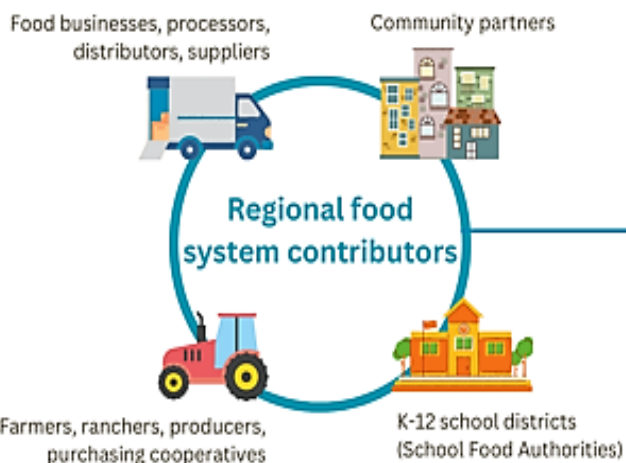 Food businesses, processors,
distributors, suppliers
Community partners
Regional food
system contributors
Farmers, ranchers, producers,
purchasing cooperatives
K-12 school districts
(School Food Authorities)